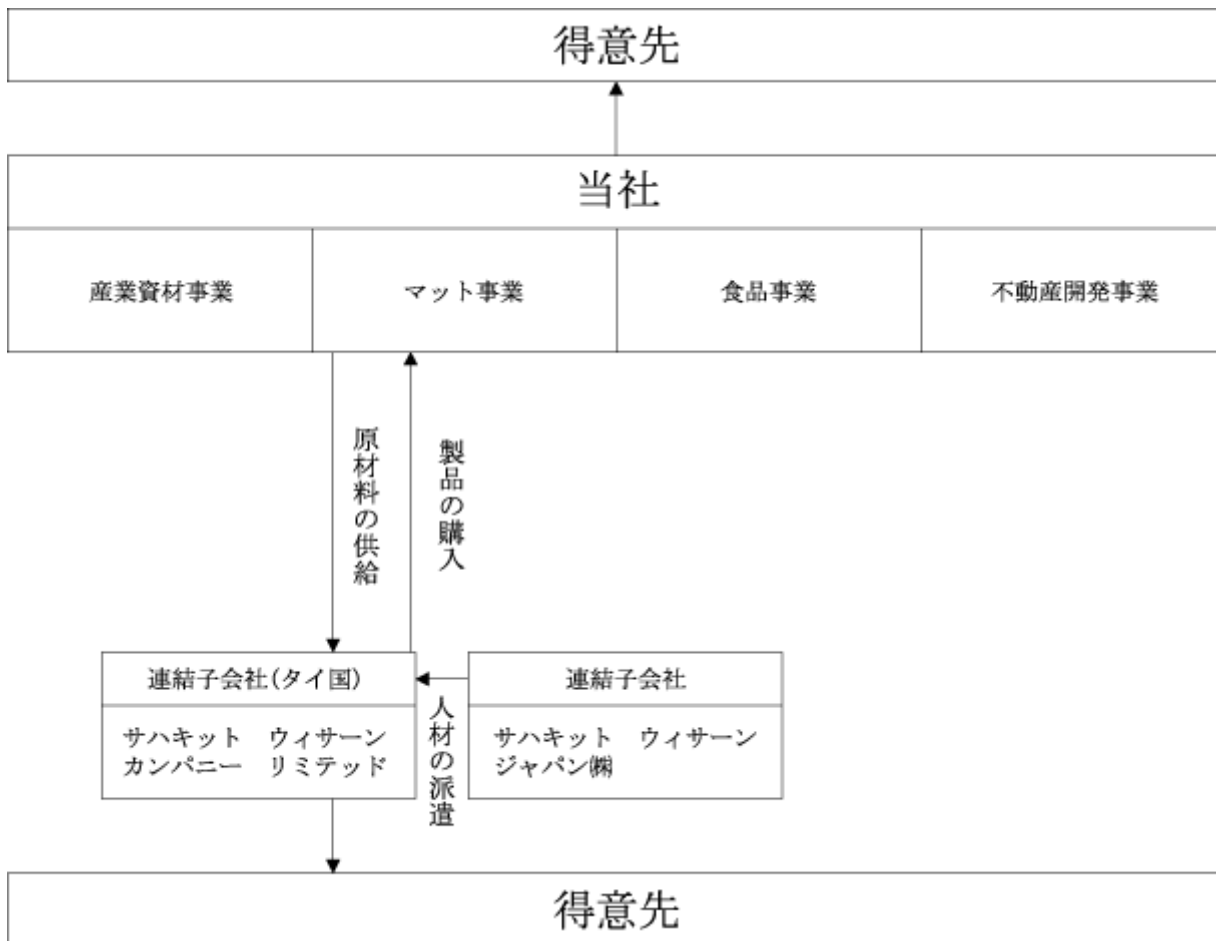 得意先
当社
産業資材事業
マット事業
食品事業
不動産開発事業
原材料の供給
製品の購入
連結子会社(タイ国)
サハキット　ウィサーン
カンパニー　リミテッド
人材の派遣
連結子会社
サハキット　ウィサーン
ジャパン㈱
得意先